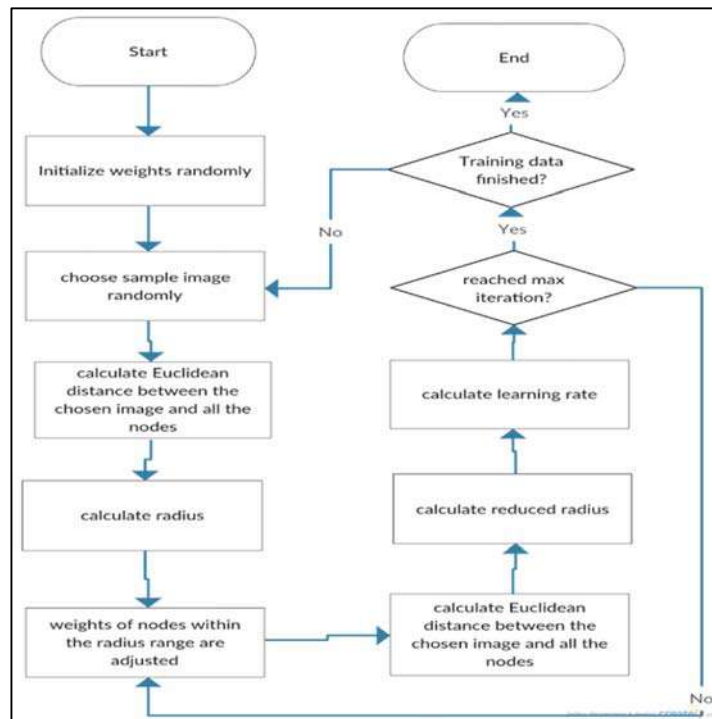 Start
Initialize weights randomly
choose sample image
randomly
calculate Euclidean
distance between the
chosen image and all the
nodes
calculate radius
weights of nodes within
the radius range are
adjusted
calculate Euclidean
distance between the
chosen image and all the
nodes
calculate reduced radius
calculate learning rate
reached max
iteration?
No
Yes
Training data
finished?
No
Yes
End